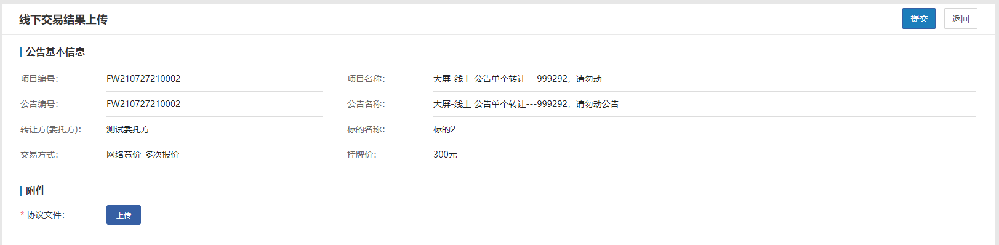 线下交易结果上传
提交
返回
公告基本信息
项目编号：
FW210727210002
项目名称：
大屏-线上 公告单个转让---999292，请勿动
公告编号：
FW210727210002
公告名称：
大屏-线上 公告单个转让---999292，请勿动公告
转让方(委托方)：
测试委托方
标的名称：
标的2
交易方式：
网络竟价-多次报价
挂牌价：
300元
附件
* 协议文件：
上传